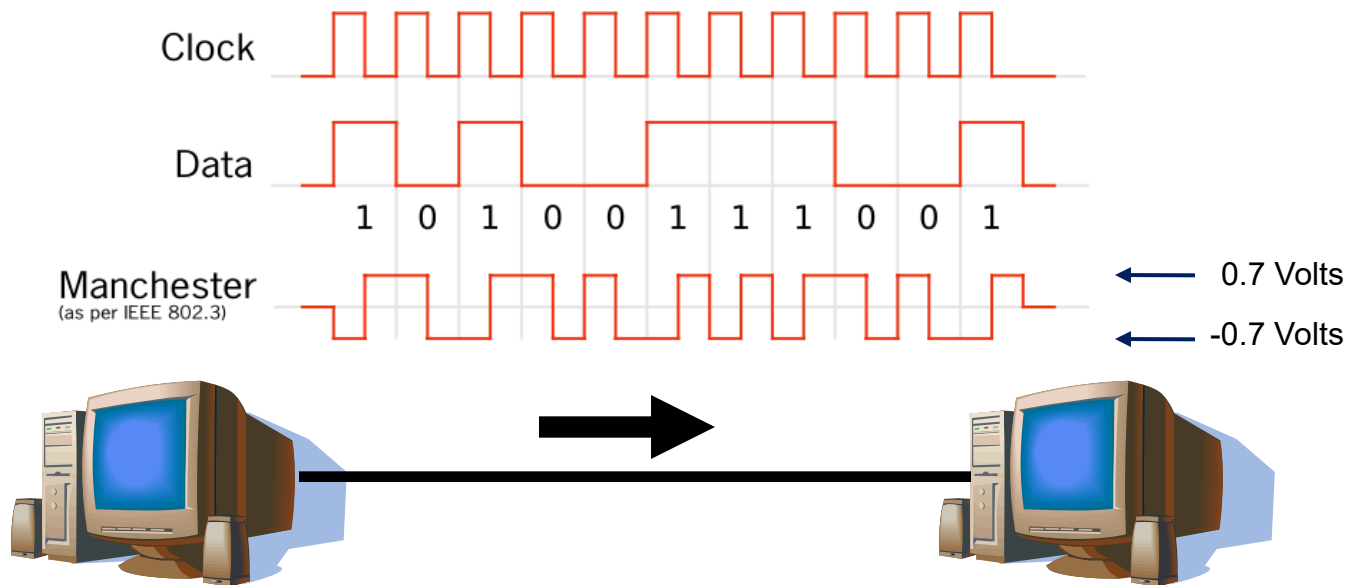 Clock
Data
1 0 1 0 0 1 1 1 0 0 1
Manchester
(as per IEEE 802.3)
0.7 Volts
-0.7 Volts